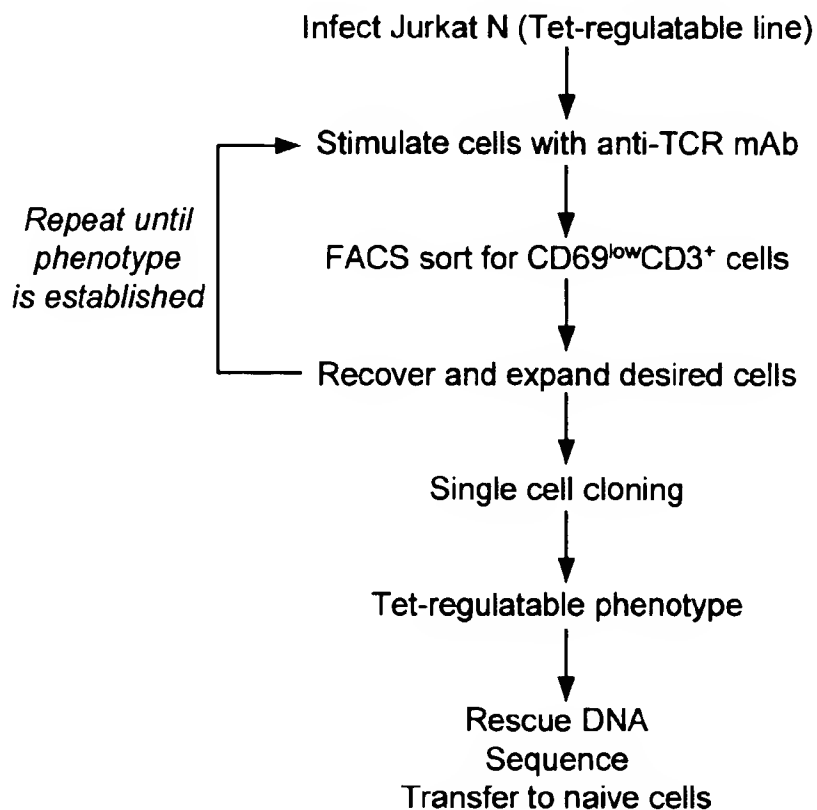 Infect Jurkat N (Tet-regulatable line)
Stimulate cells with anti-TCR mAb
Repeat until
phenotype
is established
FACS sort for CD69lowCD3+ cells
Recover and expand desired cells
Single cell cloning
Tet-regulatable phenotype
Rescue DNA
Sequence
Transfer to naive cells